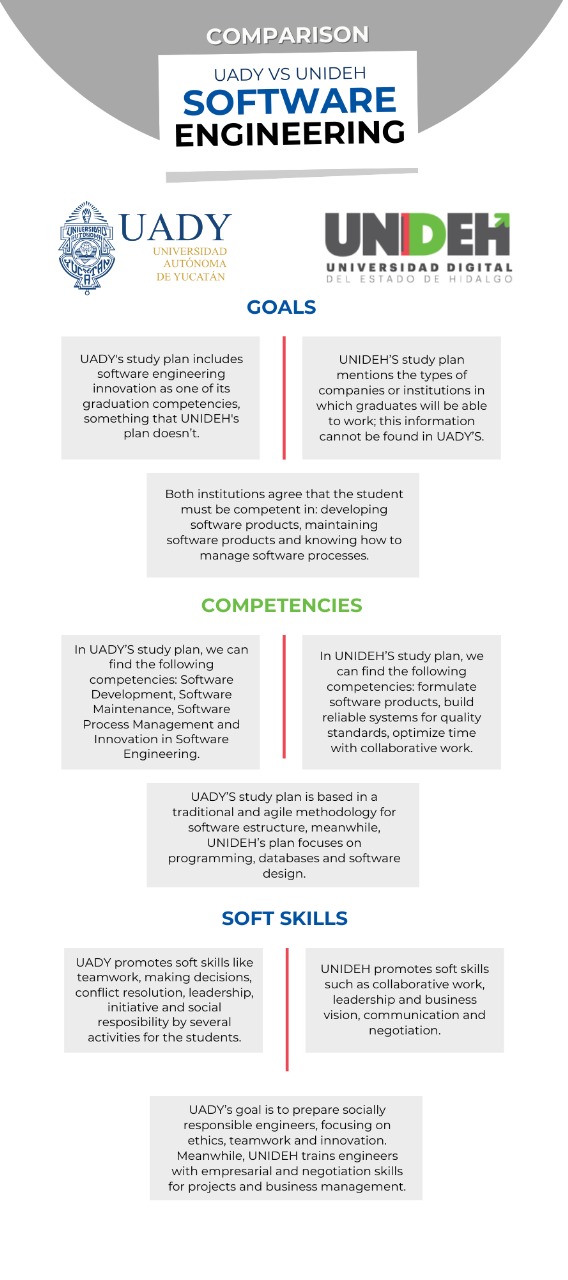 COMPARISON
UADY VS UNIDEH
SOFTWARE
ENGINEERING
UADY
UNIVERSIDAD
AUTÓNOMA
DE YUCATÁN
UNIDEH
UNIVERSIDAD DIGITAL
DEL ESTADO DE HIDALGO
GOALS
UADY's study plan includes
software engineering
innovation as one of its
graduation competencies,
something that UNIDEH's
plan doesn't.
UNIDEH'S study plan
mentions the types of
companies or institutions in
which graduates will be able
to work; this information
cannot be found in UADY'S.
Both institutions agree that the student
must be competent in: developing
software products, maintaining
software products and knowing how to
manage software processes.
COMPETENCIES
In UADY'S study plan, we can
find the following
competencies: Software
Development, Software
Maintenance, Software
Process Management and
Innovation in Software
Engineering.
In UNIDEH'S study plan, we
can find the following
competencies: formulate
software products, build
reliable systems for quality
standards, optimize time
with collaborative work.
UADY'S study plan is based in a
traditional and agile methodology for
software estructure, meanwhile,
UNIDEH's plan focuses on
programming, databases and software
design.
SOFT SKILLS
UADY promotes soft skills like
teamwork, making decisions,
conflict resolution, leadership,
initiative and social
resposibility by several
activities for the students.
UNIDEH promotes soft skills
such as collaborative work,
leadership and business
vision, communication and
negotiation.
UADY's goal is to prepare socially
responsible engineers, focusing on
ethics, teamwork and innovation.
Meanwhile, UNIDEH trains engineers
with empresarial and negotiation skills
for projects and business management.